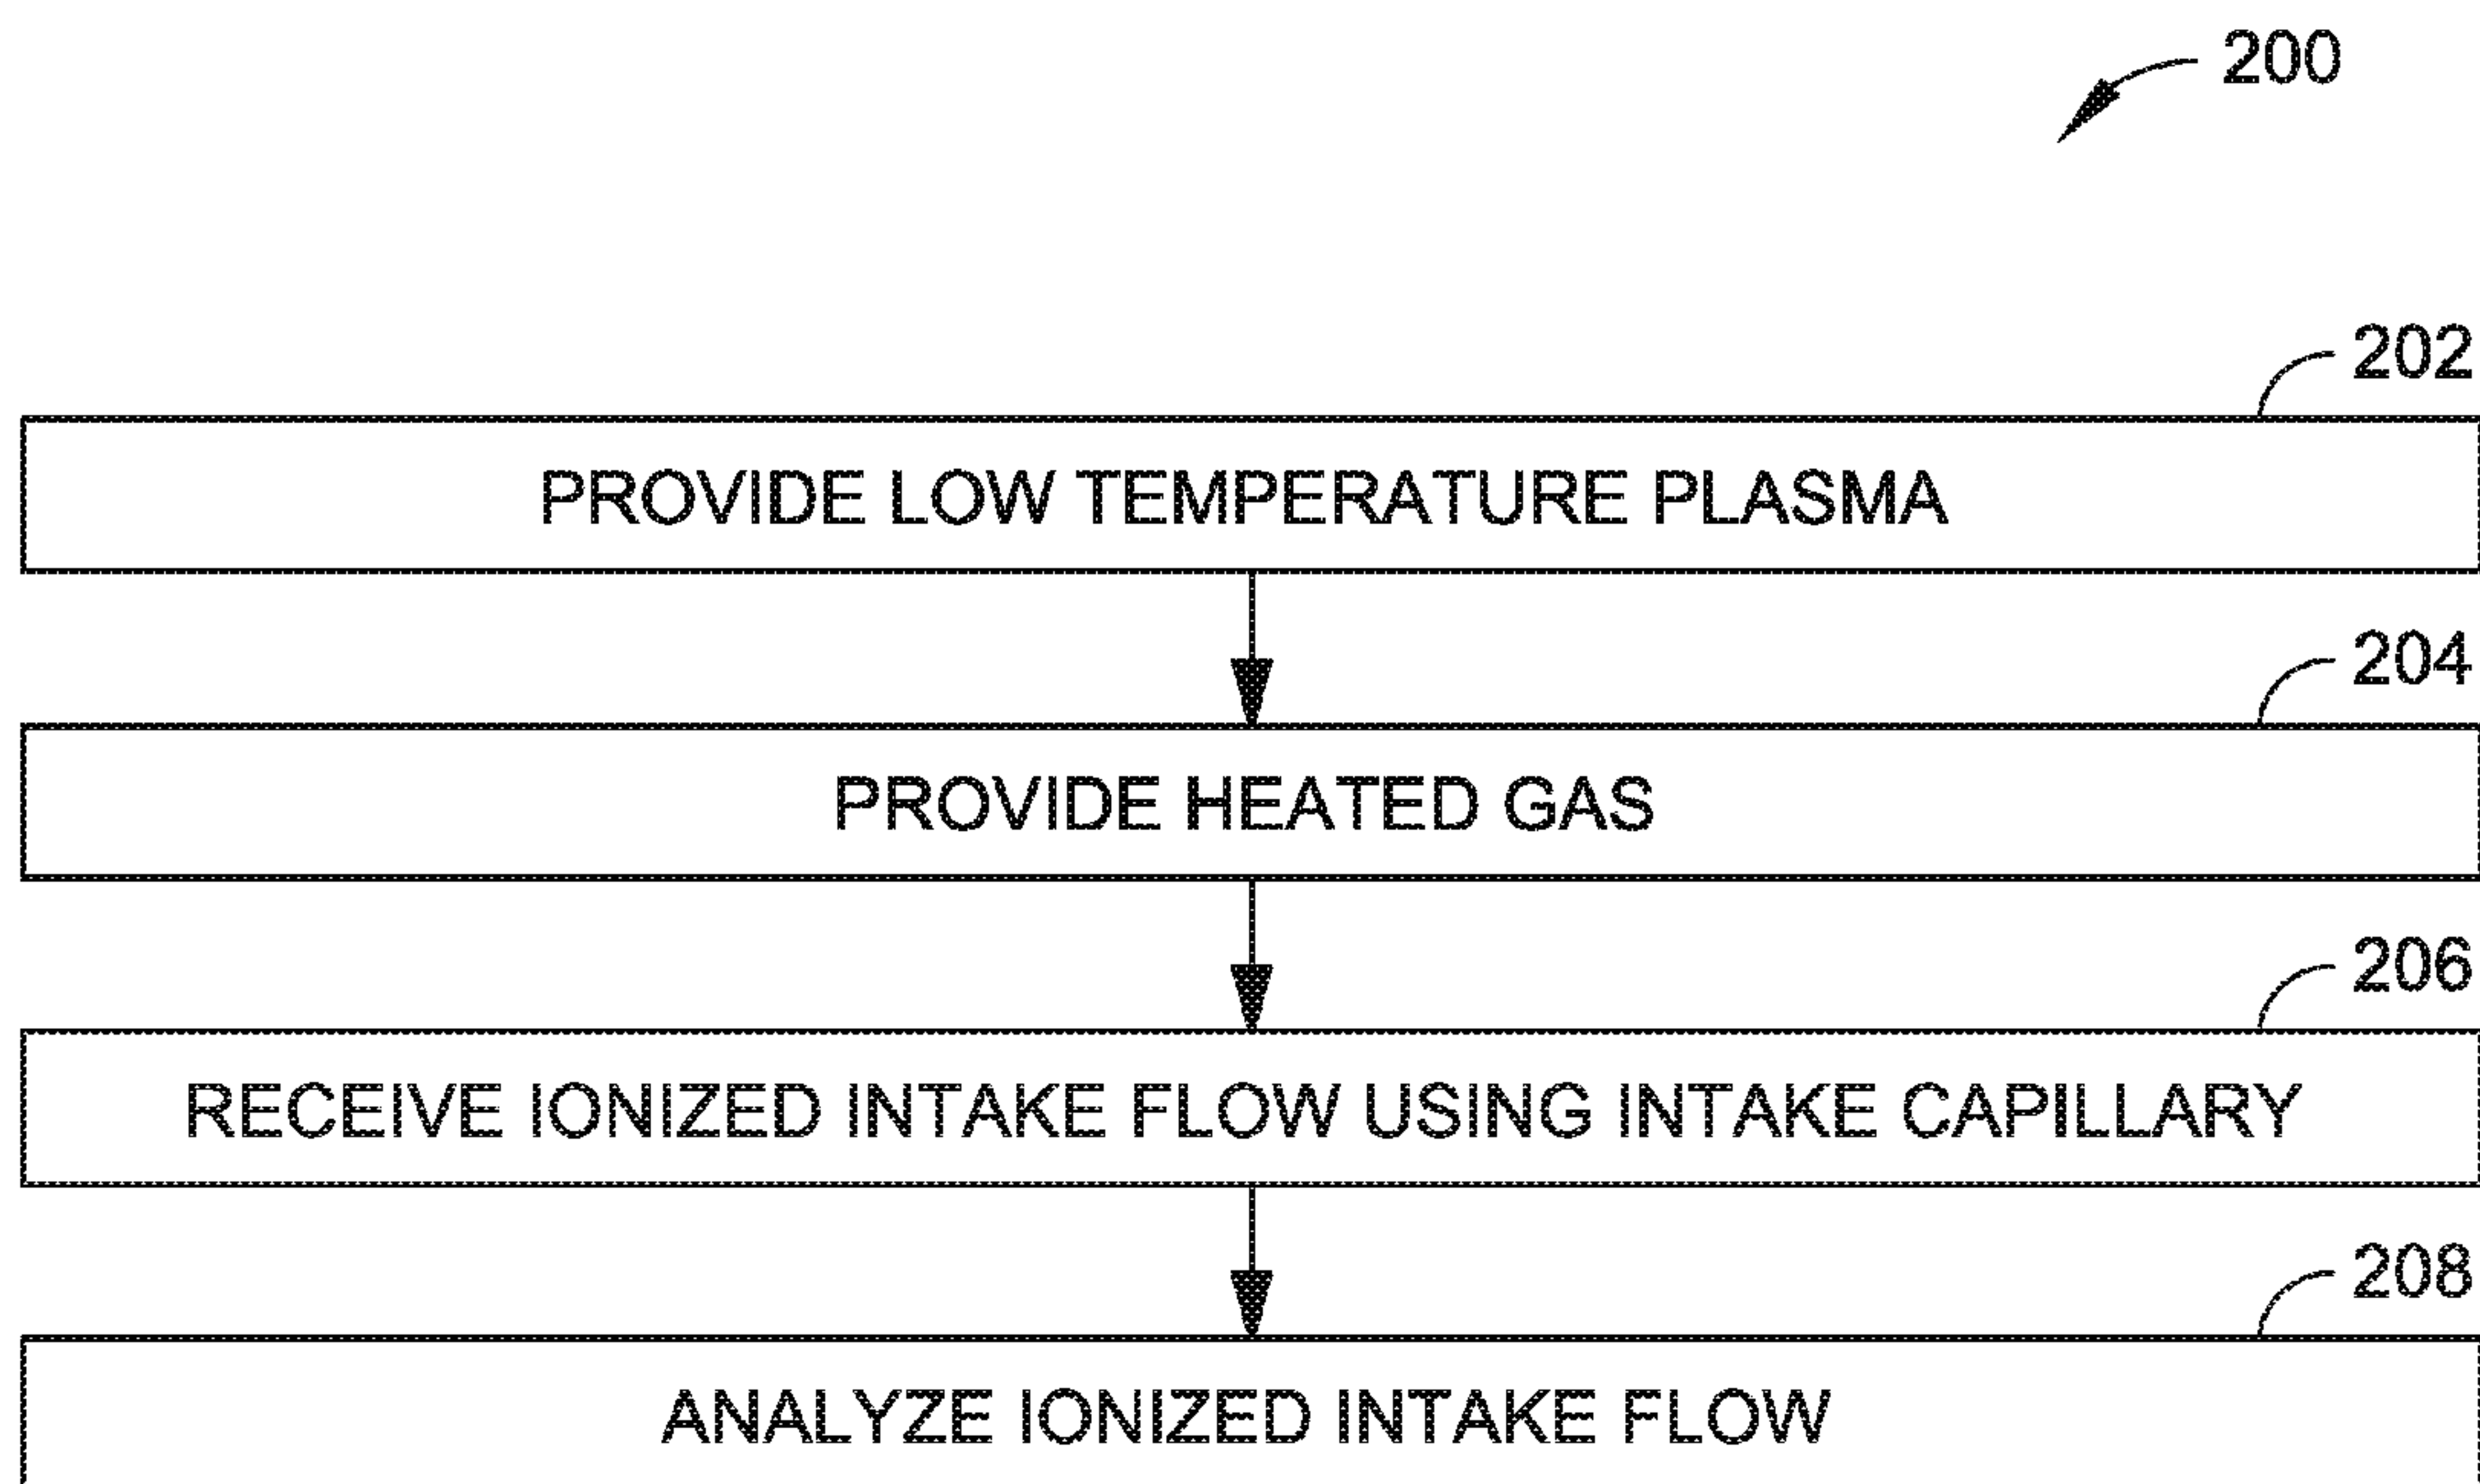 200
202
PROVIDE LOW TEMPERATURE PLASMA
204
PROVIDE HEATED GAS
206
RECEIVE IONIZED INTAKE FLOW USING INTAKE CAPILLARY
208
ANALYZE IONIZED INTAKE FLOW